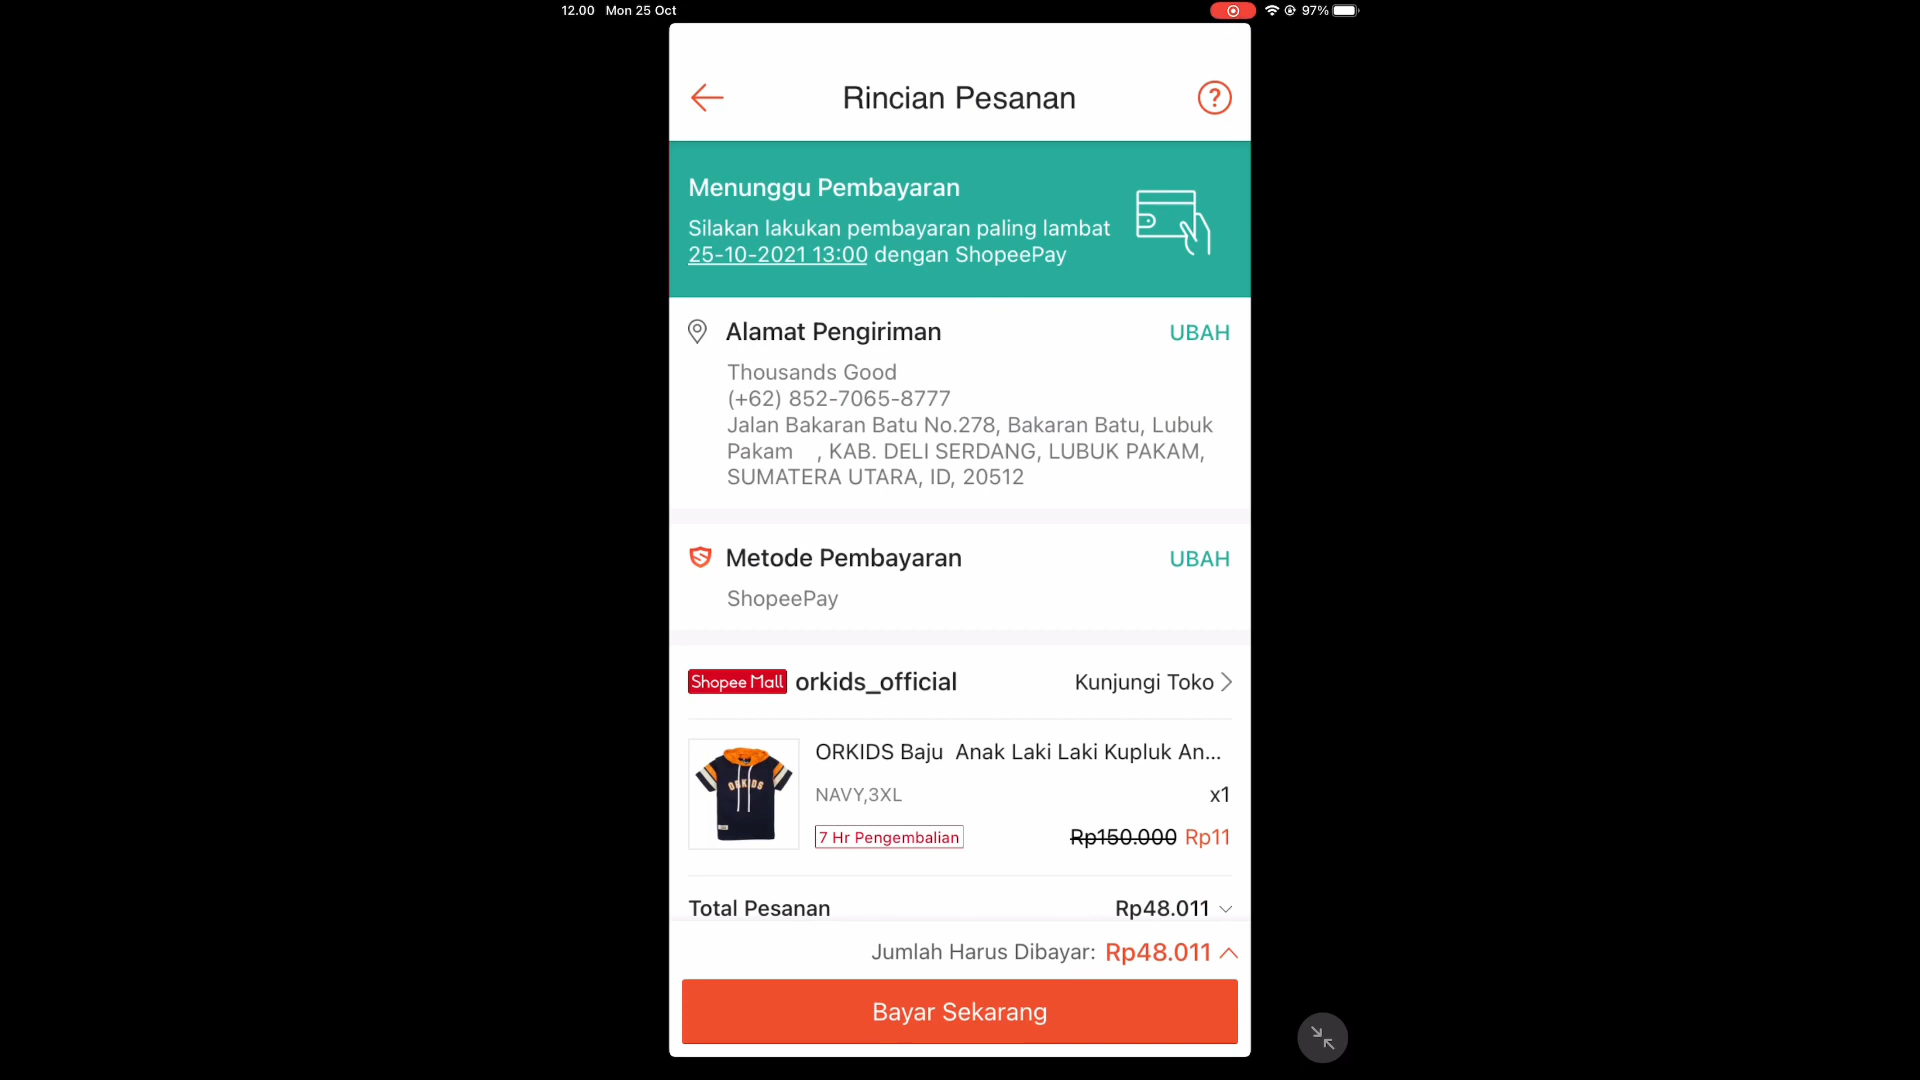 12.00 Mon 25 Oct
97%
Rincian Pesanan
?
Menunggu Pembayaran
Silakan lakukan pembayaran paling lambat
25-10-2021 13:00 dengan ShopeePay
Alamat Pengiriman
UBAH
Thousands Good
(+62) 852-7065-8777
Jalan Bakaran Batu No.278, Bakaran Batu, Lubuk
Pakam , KAB. DELI SERDANG, LUBUK PAKAM,
SUMATERA UTARA, ID, 20512
Metode Pembayaran
UBAH
ShopeePay
Shopee Mall orkids_official
Kunjungi Toko
ORKIDS
ORKIDS Baju Anak Laki Laki Kupluk An...
NAVY,3XL
x1
7 Hr Pengembalian
Rp150.000 Rp11
Total Pesanan
Rp48.011
Jumlah Harus Dibayar: Rp48.011
Bayar Sekarang